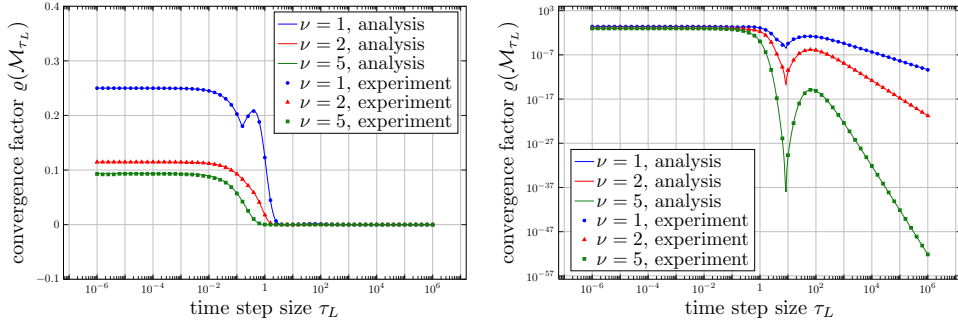 0.4
0.3
0.2
0.1
0
−0.1
convergence factor ϱ(ℳ_{τ_L})
ν = 1, analysis
ν = 2, analysis
ν = 5, analysis
ν = 1, experiment
ν = 2, experiment
ν = 5, experiment
10^{−6} 10^{−4} 10^{−2} 1 10^{2} 10^{4} 10^{6}
time step size τ_L
10^{3}
10^{−7}
10^{−17}
10^{−27}
10^{−37}
10^{−47}
10^{−57}
convergence factor ϱ(ℳ_{τ_L})
ν = 1, analysis
ν = 2, analysis
ν = 5, analysis
ν = 1, experiment
ν = 2, experiment
ν = 5, experiment
10^{−6} 10^{−4} 10^{−2} 1 10^{2} 10^{4} 10^{6}
time step size τ_L